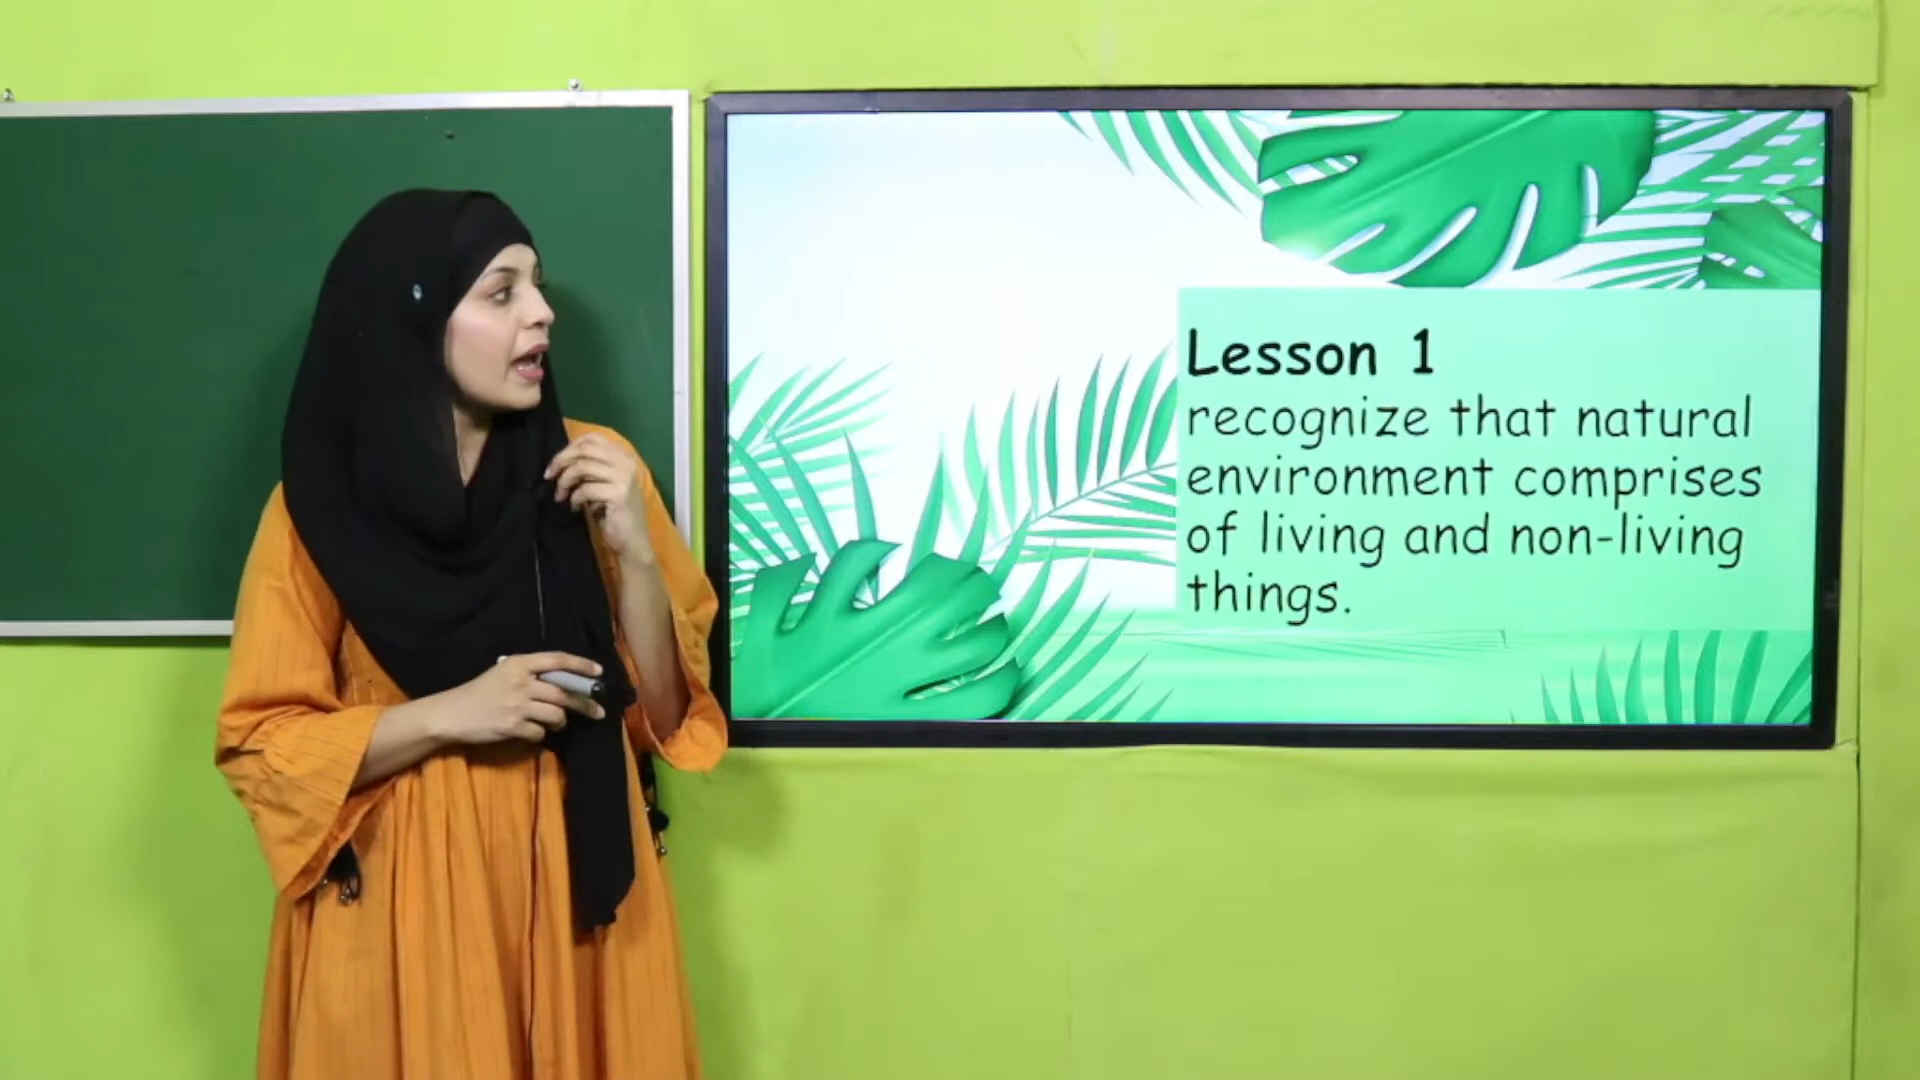 Lesson 1
recognize that natural
environment comprises
of living and non-living
things.